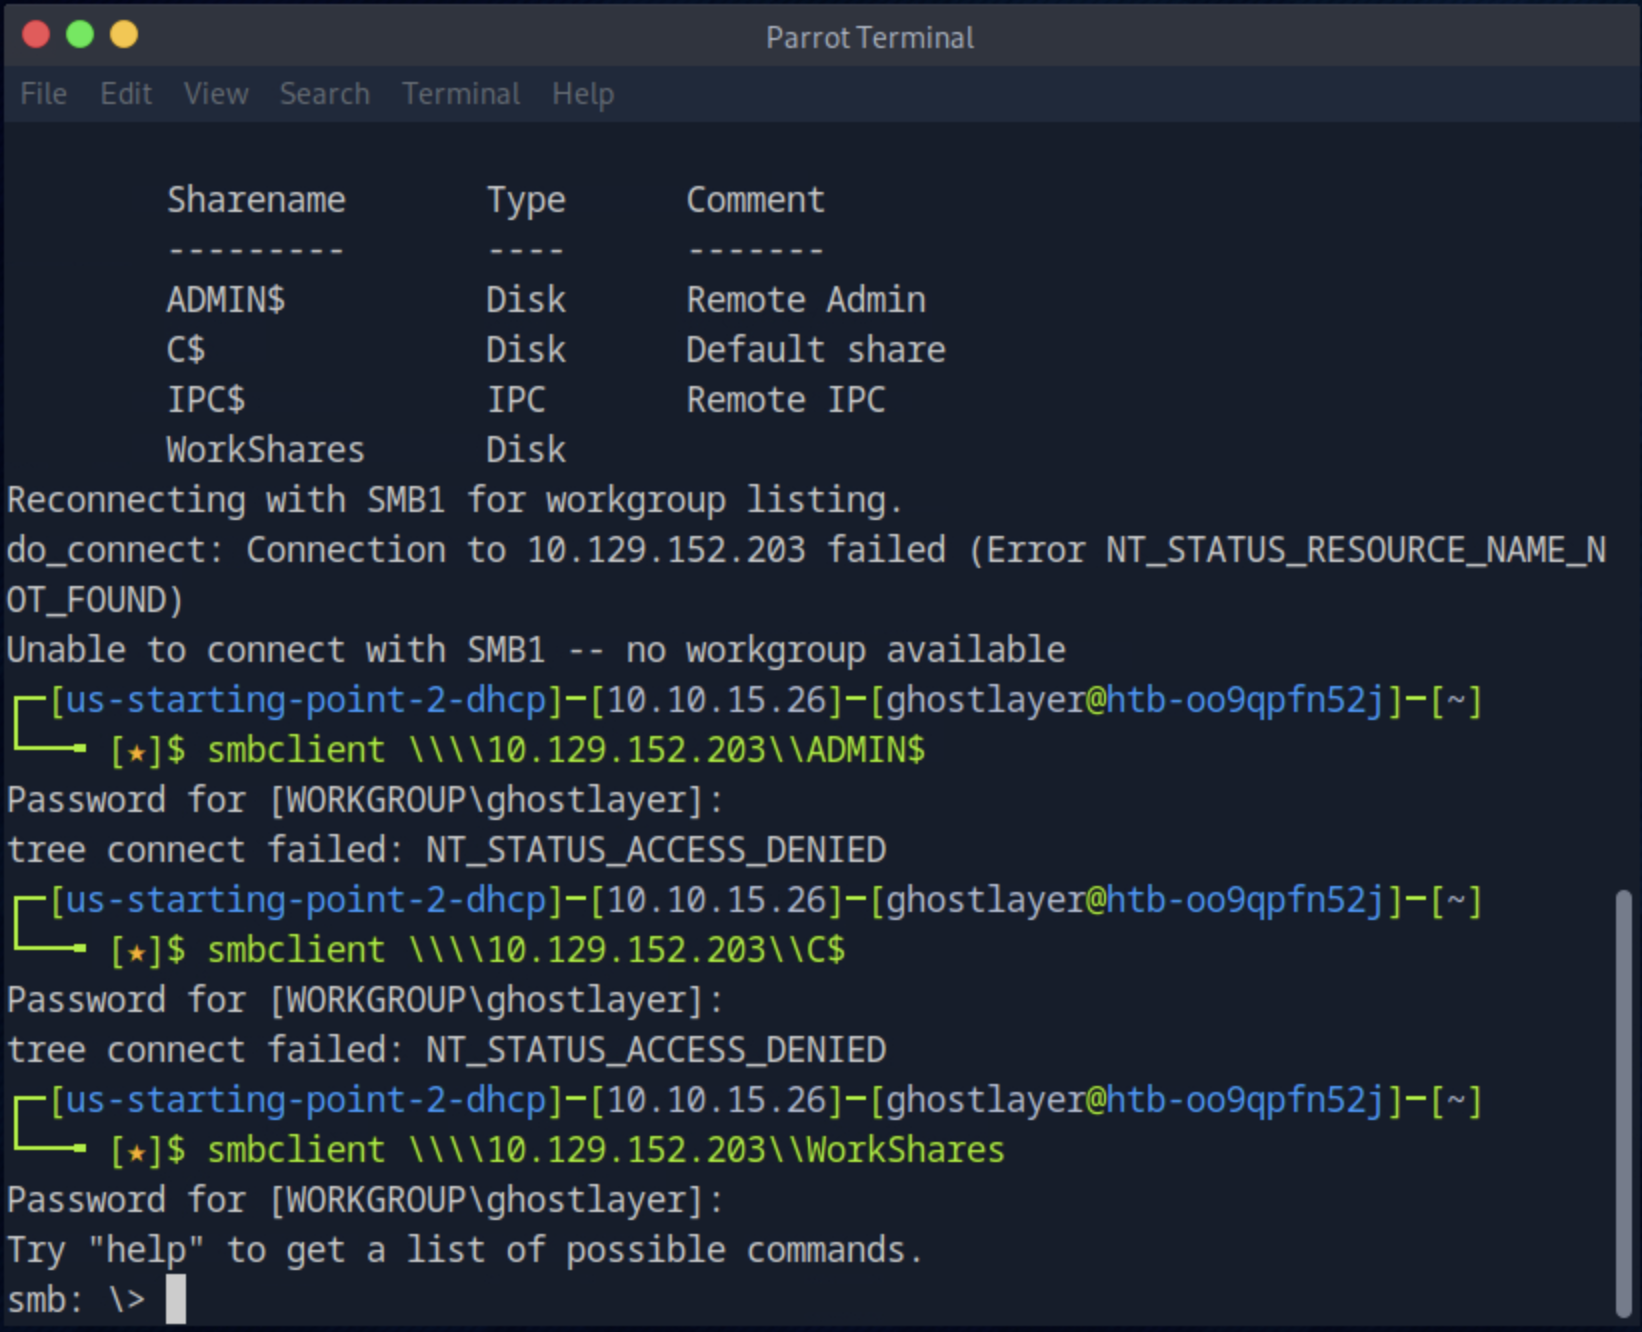 Parrot Terminal
File Edit View Search Terminal Help
Sharename Type Comment
--------- ---- -------
ADMIN$ Disk Remote Admin
C$ Disk Default share
IPC$ IPC Remote IPC
WorkShares Disk
Reconnecting with SMB1 for workgroup listing.
do_connect: Connection to 10.129.152.203 failed (Error NT_STATUS_RESOURCE_NAME_N
OT_FOUND)
Unable to connect with SMB1 -- no workgroup available
┌─[us-starting-point-2-dhcp]─[10.10.15.26]─[ghostlayer@htb-oo9qpfn52j]─[~]
└──╼ [★]$ smbclient \\\\10.129.152.203\\ADMIN$
Password for [WORKGROUP\ghostlayer]:
tree connect failed: NT_STATUS_ACCESS_DENIED
┌─[us-starting-point-2-dhcp]─[10.10.15.26]─[ghostlayer@htb-oo9qpfn52j]─[~]
└──╼ [★]$ smbclient \\\\10.129.152.203\\C$
Password for [WORKGROUP\ghostlayer]:
tree connect failed: NT_STATUS_ACCESS_DENIED
┌─[us-starting-point-2-dhcp]─[10.10.15.26]─[ghostlayer@htb-oo9qpfn52j]─[~]
└──╼ [★]$ smbclient \\\\10.129.152.203\\WorkShares
Password for [WORKGROUP\ghostlayer]:
Try "help" to get a list of possible commands.
smb: \>